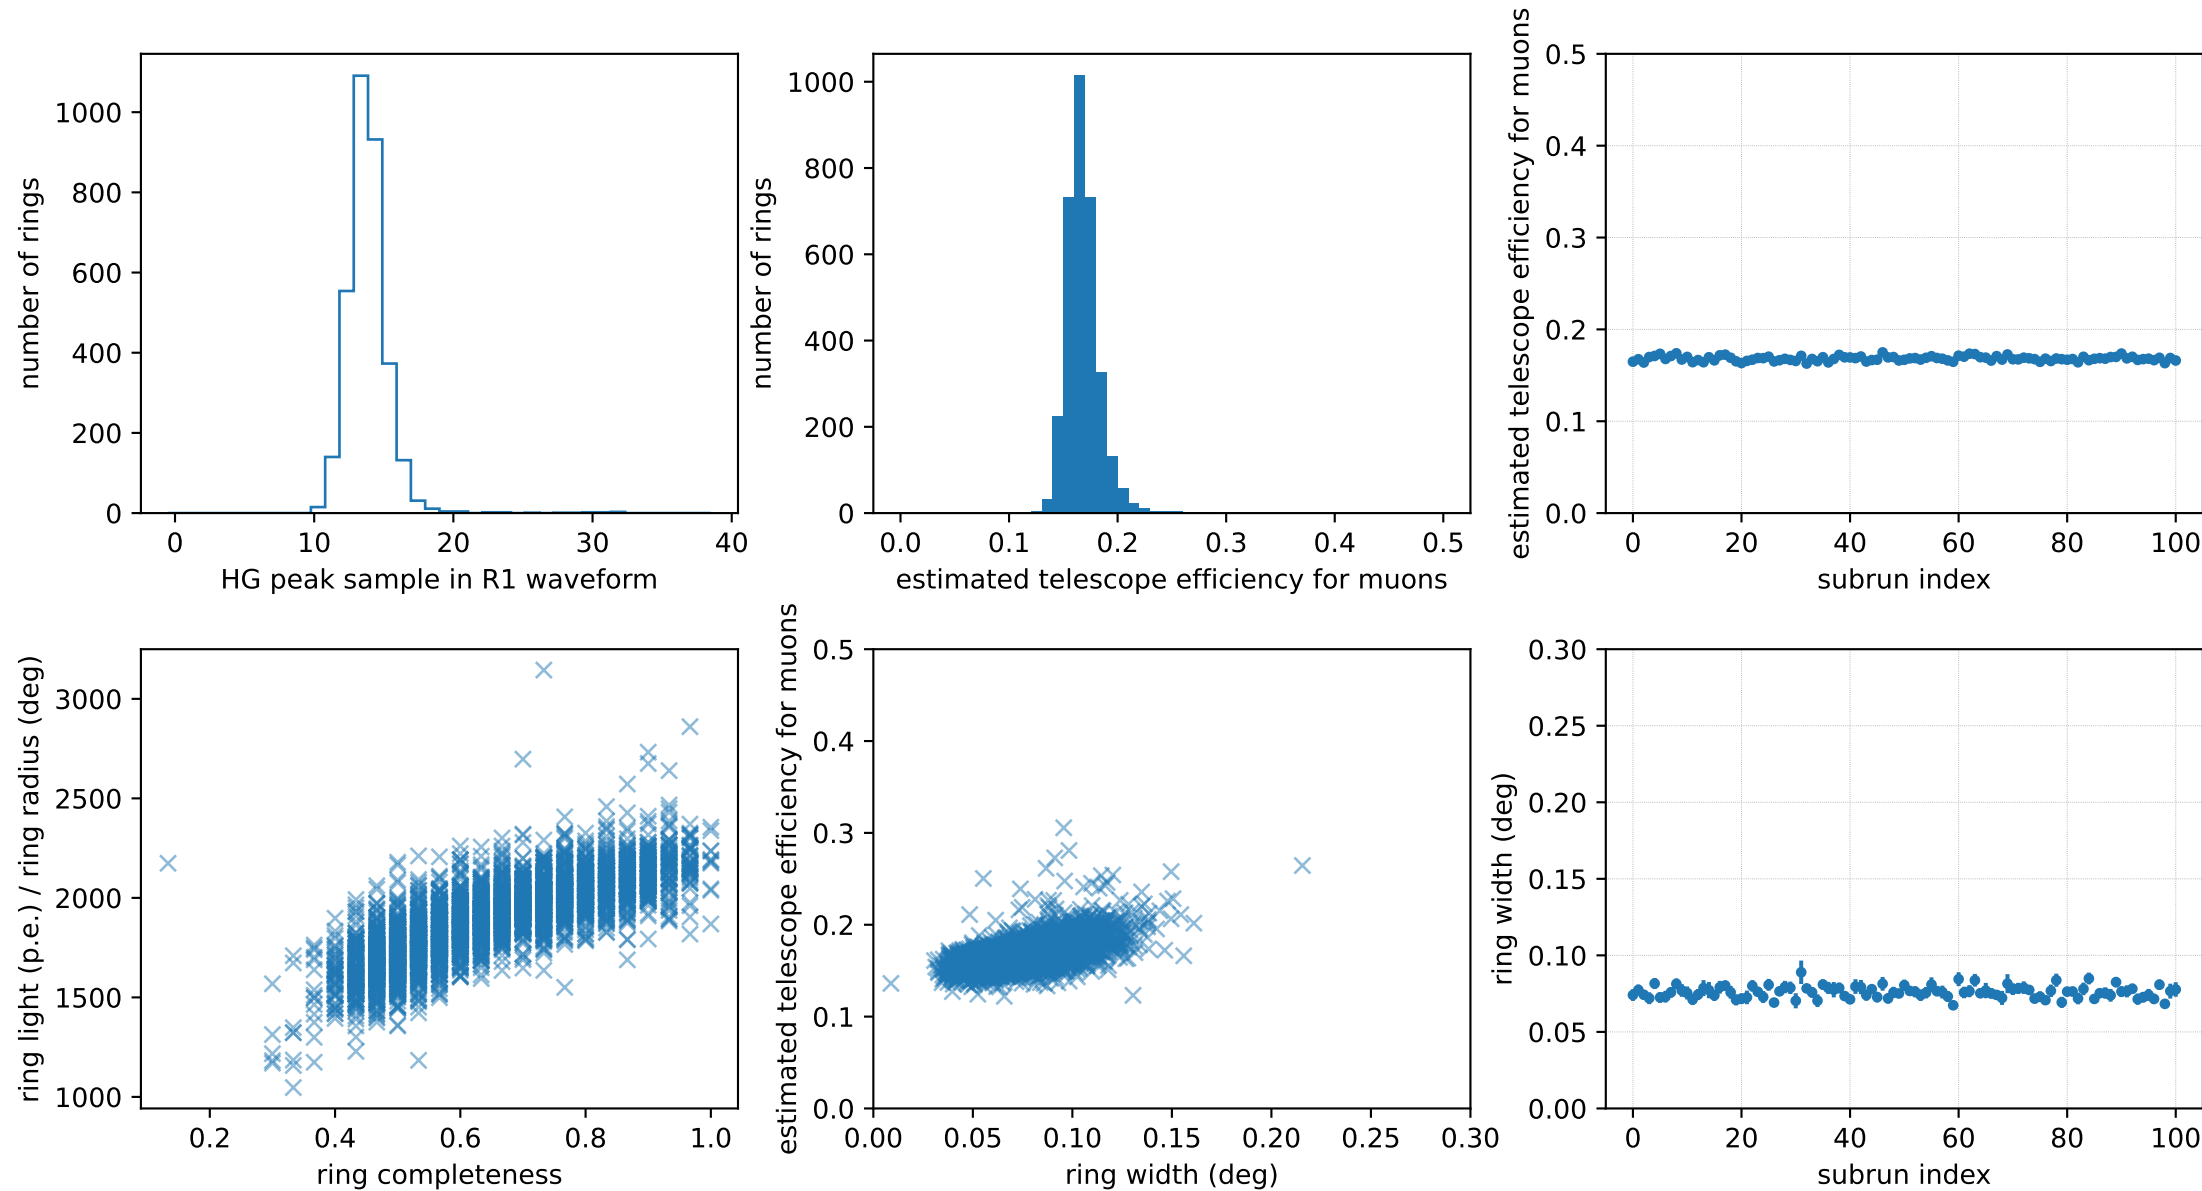 number of rings
1000
800
600
400
200
0
0 10 20 30 40
HG peak sample in R1 waveform
number of rings
1000
800
600
400
200
0
0.0 0.1 0.2 0.3 0.4 0.5
estimated telescope efficiency for muons
estimated telescope efficiency for muons
0.5
0.4
0.3
0.2
0.1
0.0
0 20 40 60 80 100
subrun index
ring light (p.e.) / ring radius (deg)
3000
2500
2000
1500
1000
0.2 0.4 0.6 0.8 1.0
ring completeness
estimated telescope efficiency for muons
0.5
0.4
0.3
0.2
0.1
0.0
0.00 0.05 0.10 0.15 0.20 0.25 0.30
ring width (deg)
ring width (deg)
0.30
0.25
0.20
0.15
0.10
0.05
0.00
0 20 40 60 80 100
subrun index